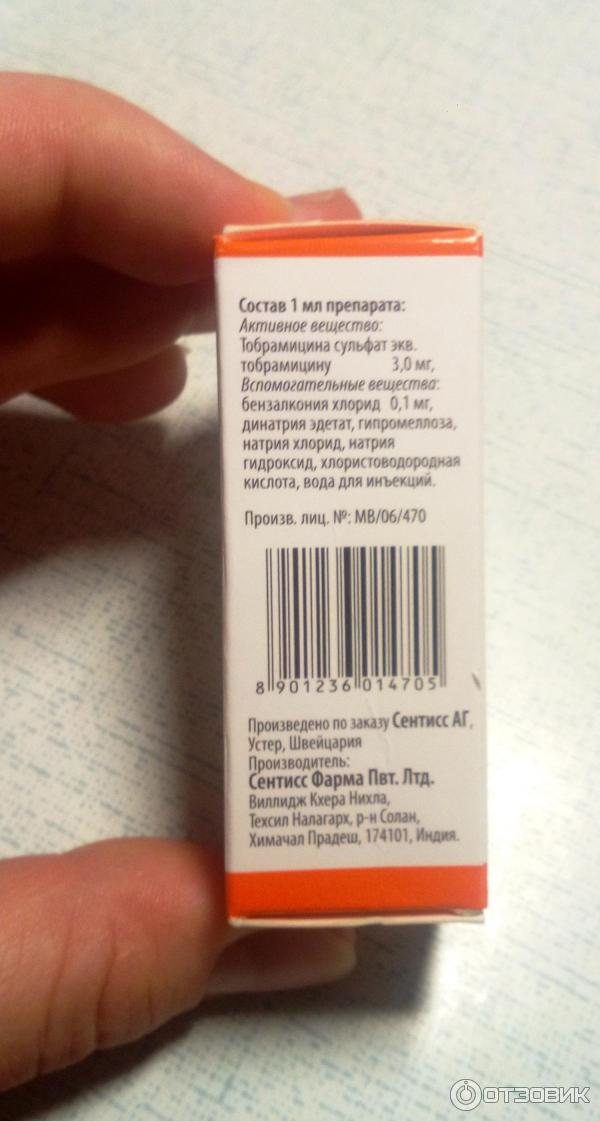 Состав 1 мл препарата:
Активное вещество:
Тобрамицина сульфат экв.
тобрамицину 3,0 мг,
Вспомогательные вещества:
бензалкония хлорид 0,1 мг,
динатрия эдетат, гипромеллоза,
натрия хлорид, натрия
гидроксид, хлористоводородная
кислота, вода для инъекций.
Произв. лиц. №: MB/06/470
8 901236 014705
Произведено по заказу Сентисс АГ,
Устер, Швейцария
Производитель:
Сентисс Фарма Пвт. Лтд.
Виллидж Кхера Нихла,
Техсил Налагарх, р-н Солан,
Химачал Прадеш, 174101, Индия.
ОТЗОВИК